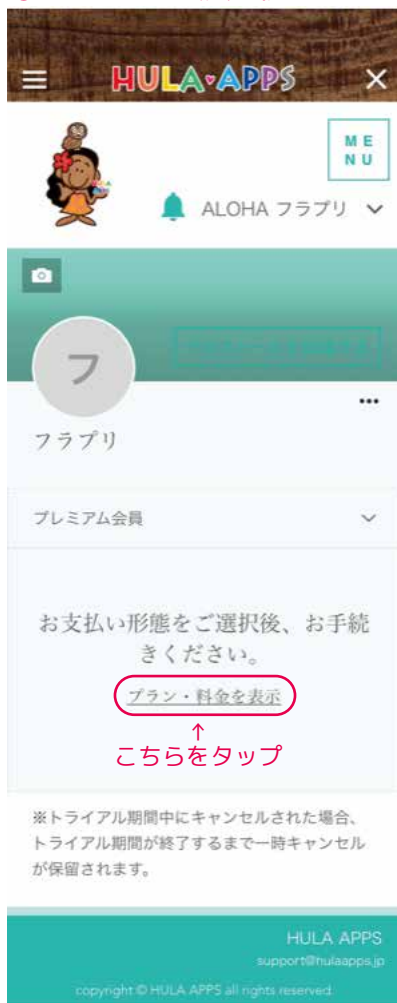 HULA APPS
ME
NU
ALOHA フラプリ
フ
フラプリ
プレミアム会員
お支払い形態をご選択後、お手続
きください。
プラン・料金を表示
↑
こちらをタップ
※トライアル期間中にキャンセルされた場合、
トライアル期間が終了するまで一時キャンセル
が保留されます。
HULA APPS
support@hulaapps.jp
copyright © HULA APPS all rights reserved.